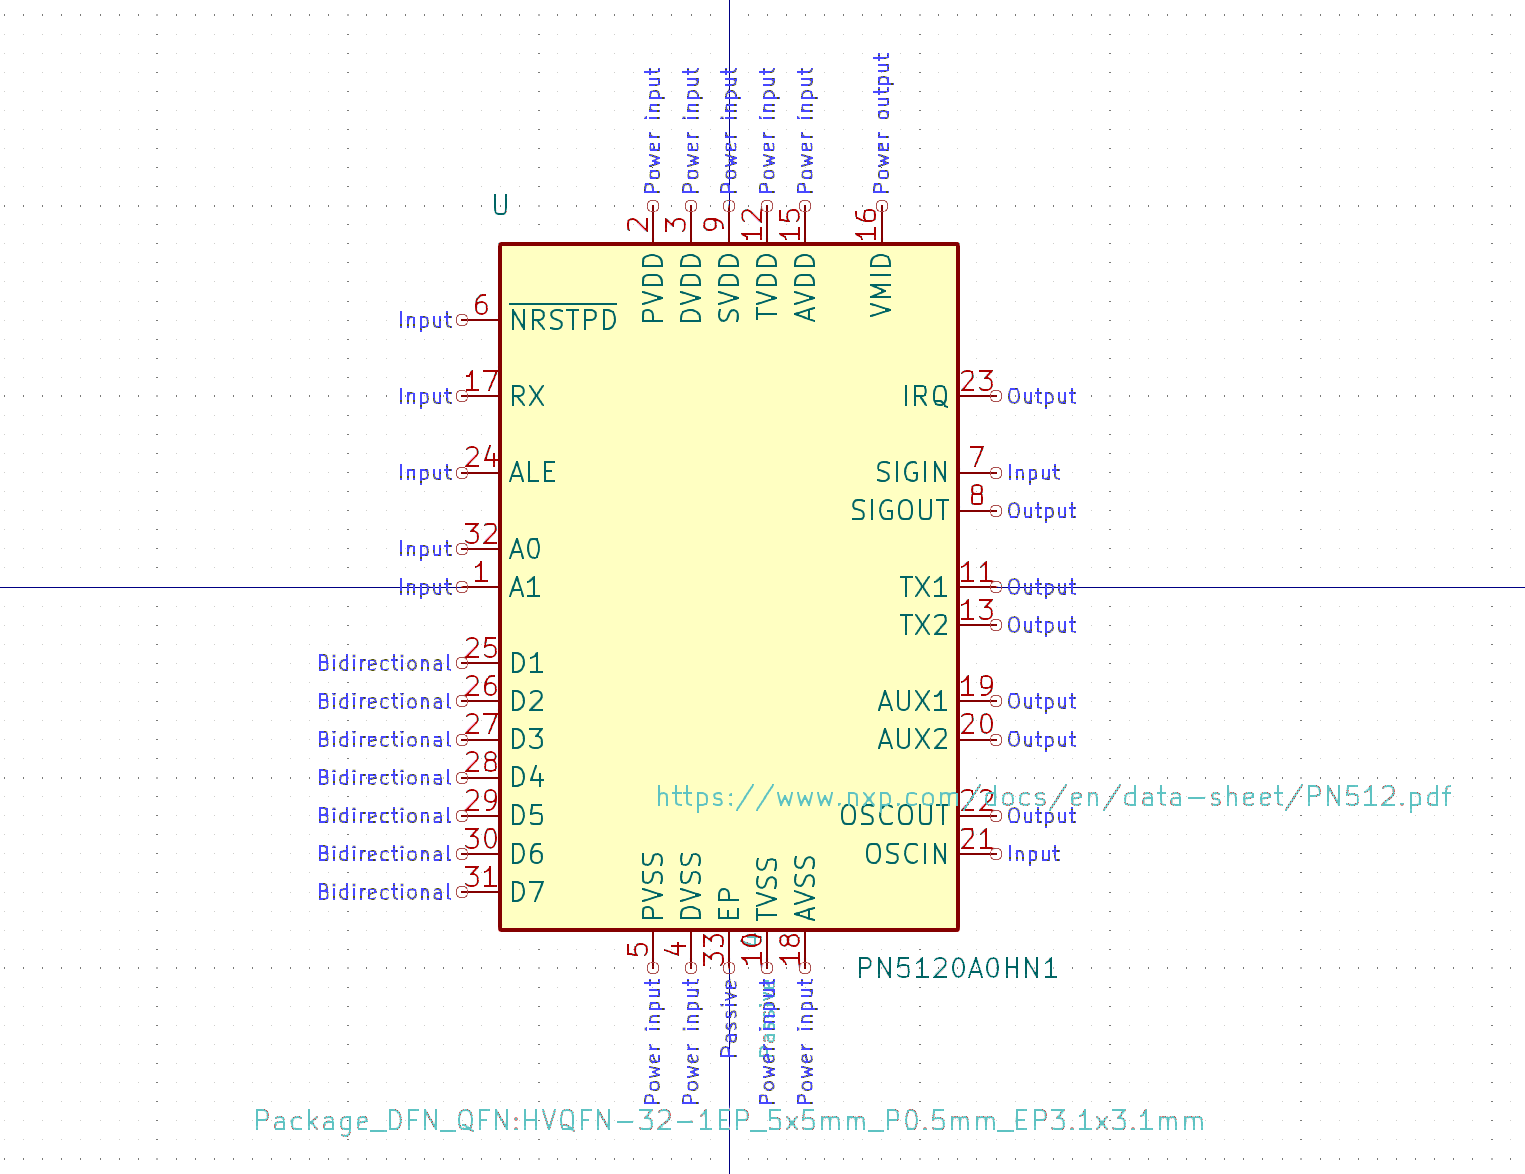 Power input
Power input
Power input
Power input
Power input
Power output
U
2
3
9
12
15
16
PVDD
DVDD
SVDD
TVDD
AVDD
VMID
Input 6 NRSTPD
Input 17 RX
IRQ 23 Output
Input 24 ALE
SIGIN 7 Input
SIGOUT 8 Output
Input 32 A0
Input 1 A1
TX1 11 Output
TX2 13 Output
Bidirectional 25 D1
Bidirectional 26 D2
AUX1 19 Output
Bidirectional 27 D3
AUX2 20 Output
Bidirectional 28 D4
https://www.nxp.com/docs/en/data-sheet/PN512.pdf
Bidirectional 29 D5
OSCOUT 22 Output
Bidirectional 30 D6
OSCIN 21 Input
Bidirectional 31 D7
PVSS
DVSS
EP
TVSS
AVSS
5
4
33
10
18
PN5120A0HN1
Power input
Power input
Passive
Power input
Passive
Power input
Package_DFN_QFN:HVQFN-32-1EP_5x5mm_P0.5mm_EP3.1x3.1mm